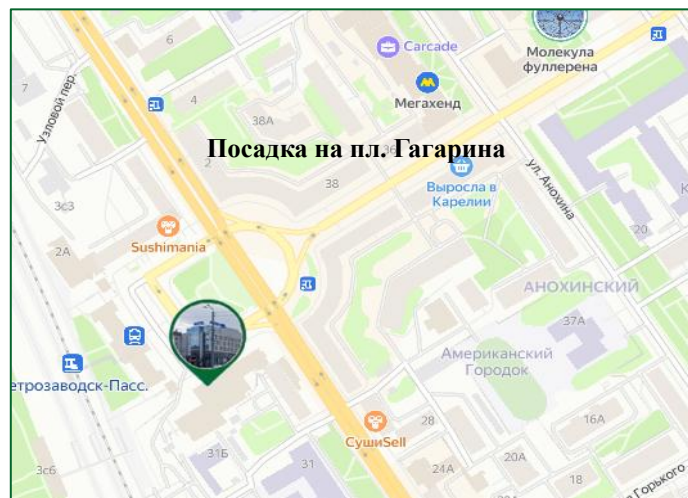 6
Carcade
Молекула
фуллерена
7
Узловой пер.
4
Мегахенд
38А
Посадка на пл. Гагарина
2
36
38
Выросла в
Карелии
ул. Анохина
3с3
К
Sushimania
2А
АНОХИНСКИЙ
37А
Американский
Городок
етрозаводск-Пасс.
28
16А
СушиSell
31Б
31
20А
24А
18
3с6
Горького